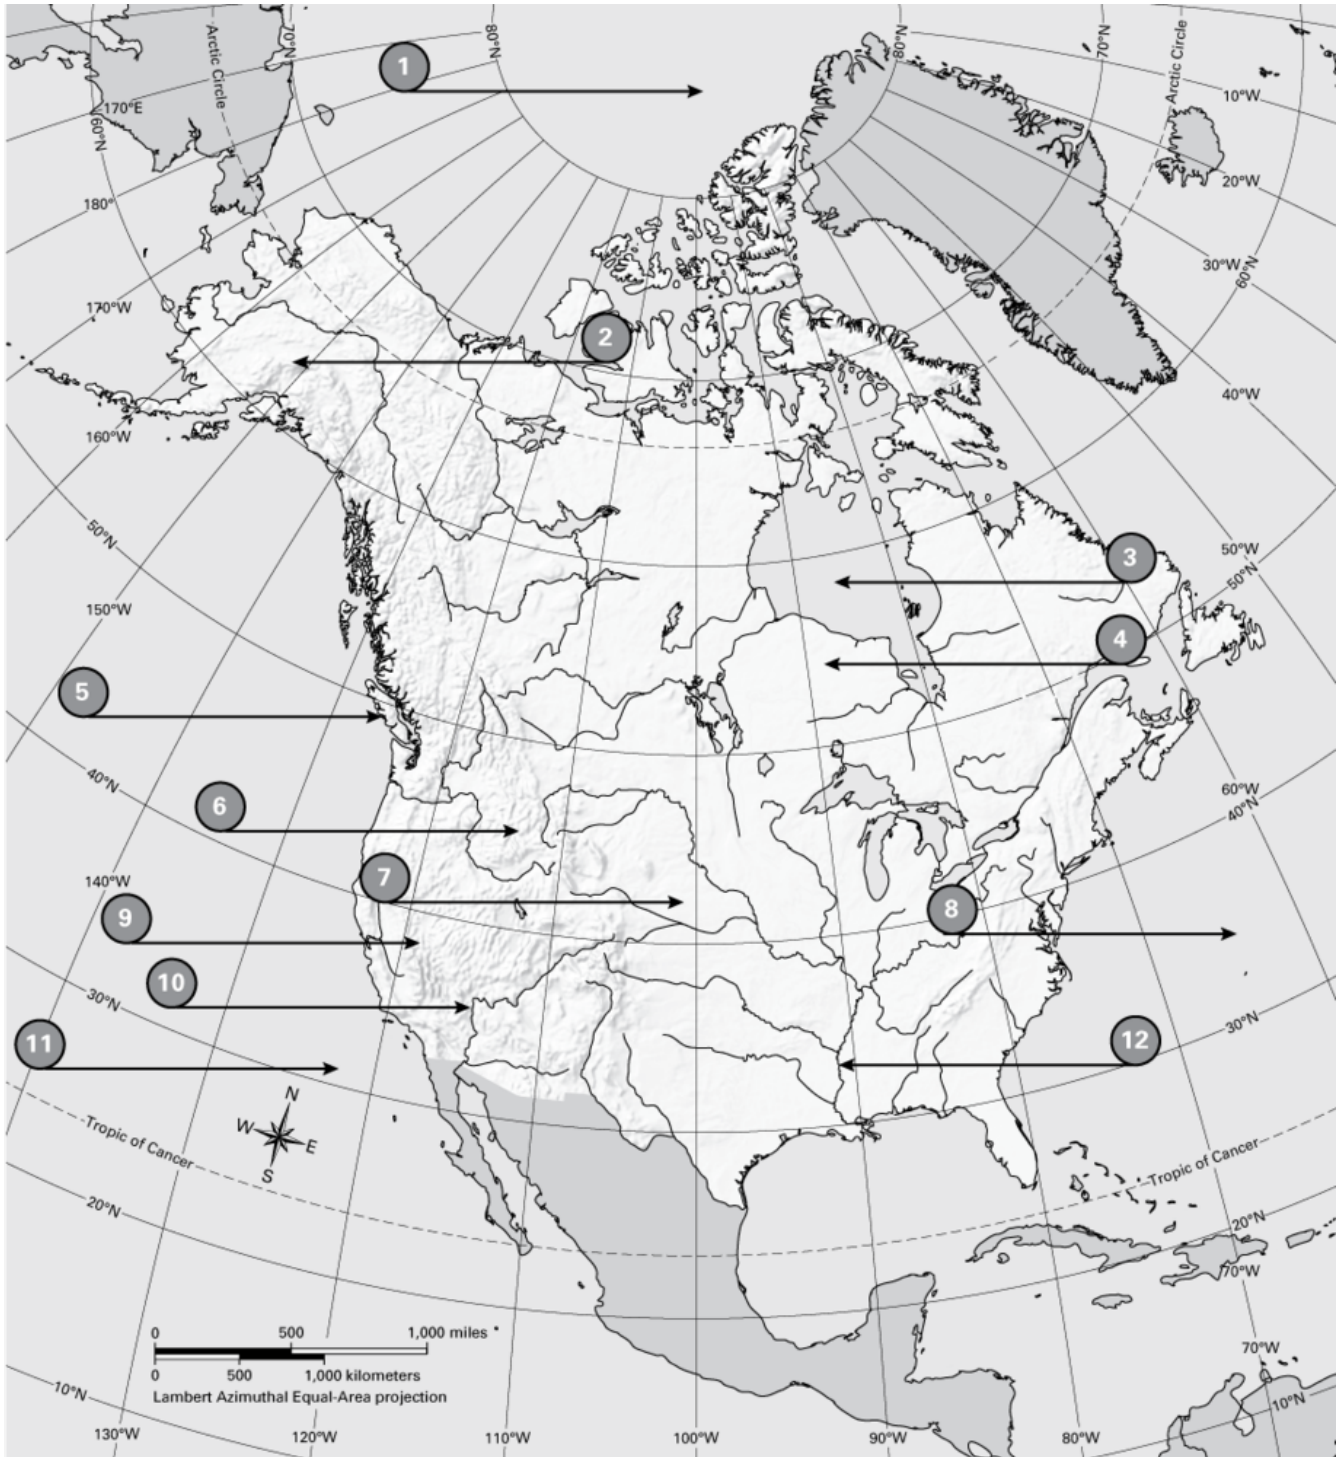 70°N
80°N
80°N
70°N
Arctic Circle
Arctic Circle
1
10°W
170°E
60°N
20°W
180°
30°W
60°N
170°W
2
40°W
160°W
50°N
3
50°W
50°N
150°W
4
5
40°N
60°W
40°N
6
140°W
7
8
9
10
30°N
30°N
11
12
N
W
E
S
Tropic of Cancer
Tropic of Cancer
20°N
20°N
70°W
0 500 1,000 miles
0 500 1,000 kilometers
70°W
Lambert Azimuthal Equal-Area projection
10°N
10°N
130°W
120°W
110°W
100°W
90°W
80°W